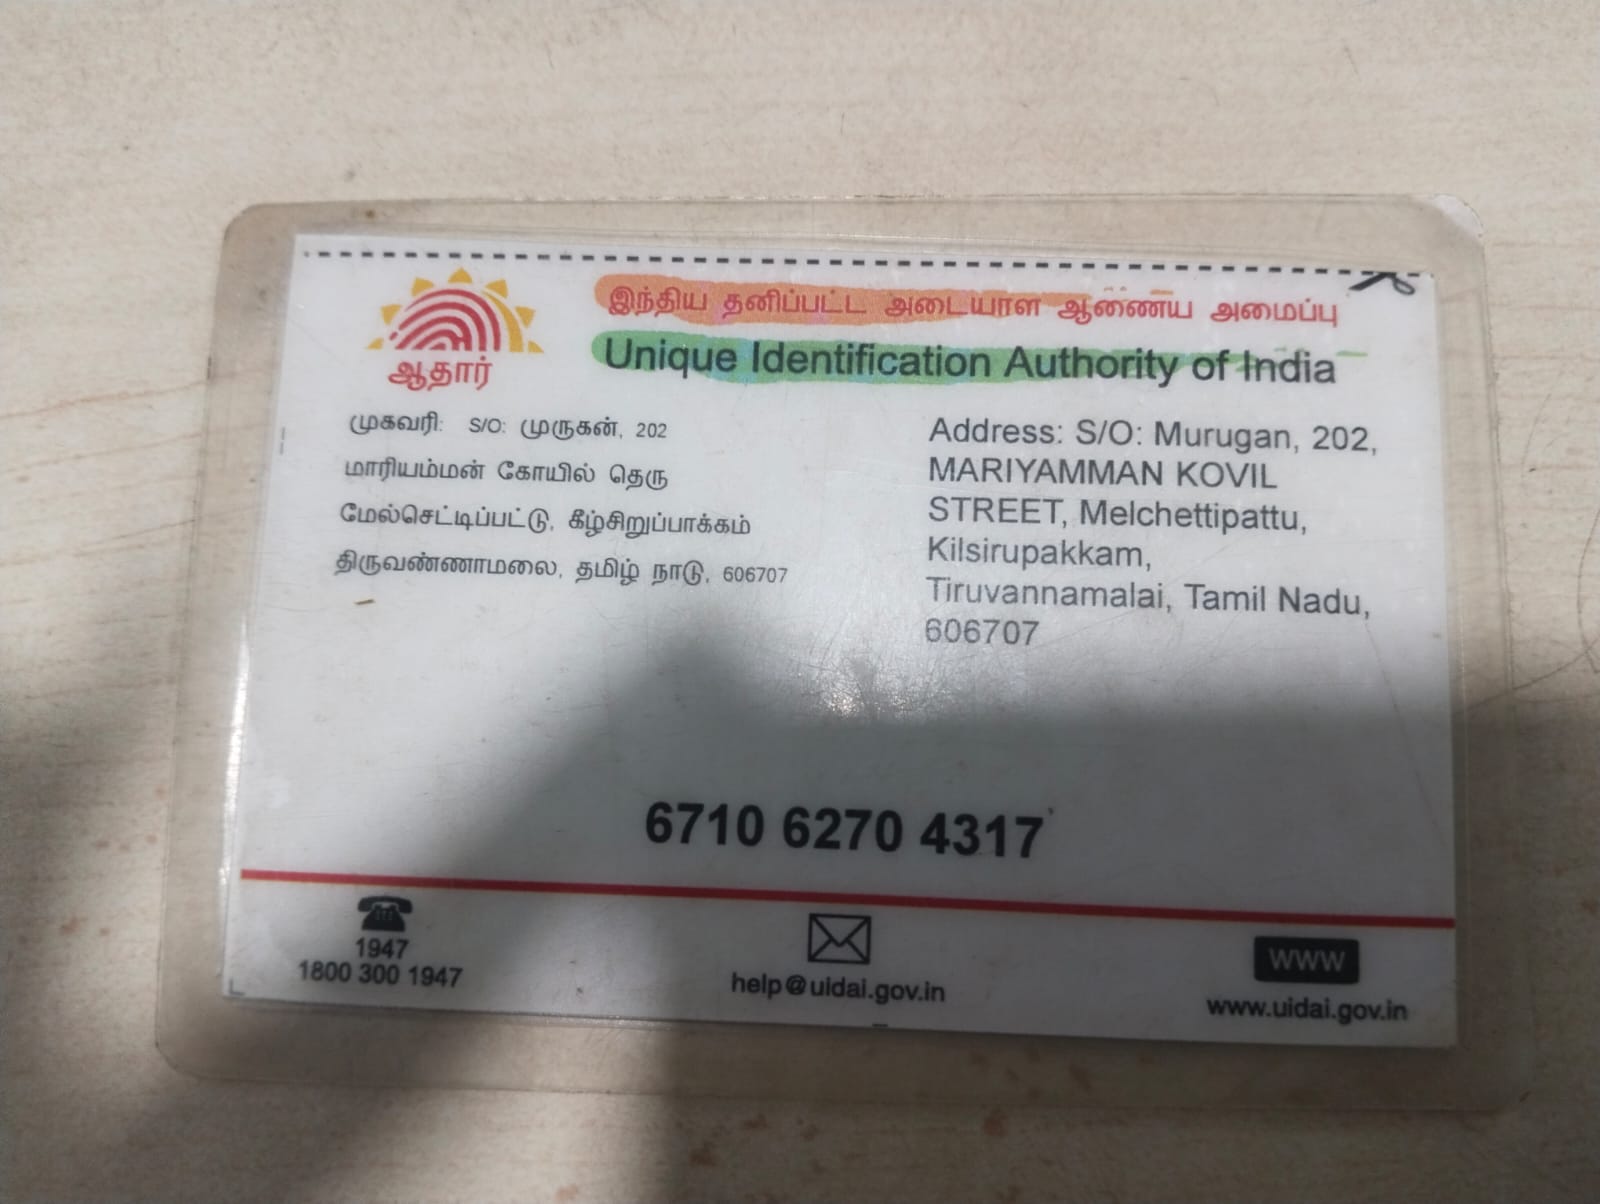 இந்திய தனிப்பட்ட அடையாள ஆணைய அமைப்பு
Unique Identification Authority of India
ஆதார்
முகவரி: S/O: முருகன், 202
மாரியம்மன் கோயில் தெரு
மேல்செட்டிப்பட்டு, கீழ்சிறுப்பாக்கம்
திருவண்ணாமலை, தமிழ் நாடு, 606707
Address: S/O: Murugan, 202,
MARIYAMMAN KOVIL
STREET, Melchettipattu,
Kilsirupakkam,
Tiruvannamalai, Tamil Nadu,
606707
6710 6270 4317
1947
1800 300 1947
help@uidai.gov.in
www
www.uidai.gov.in